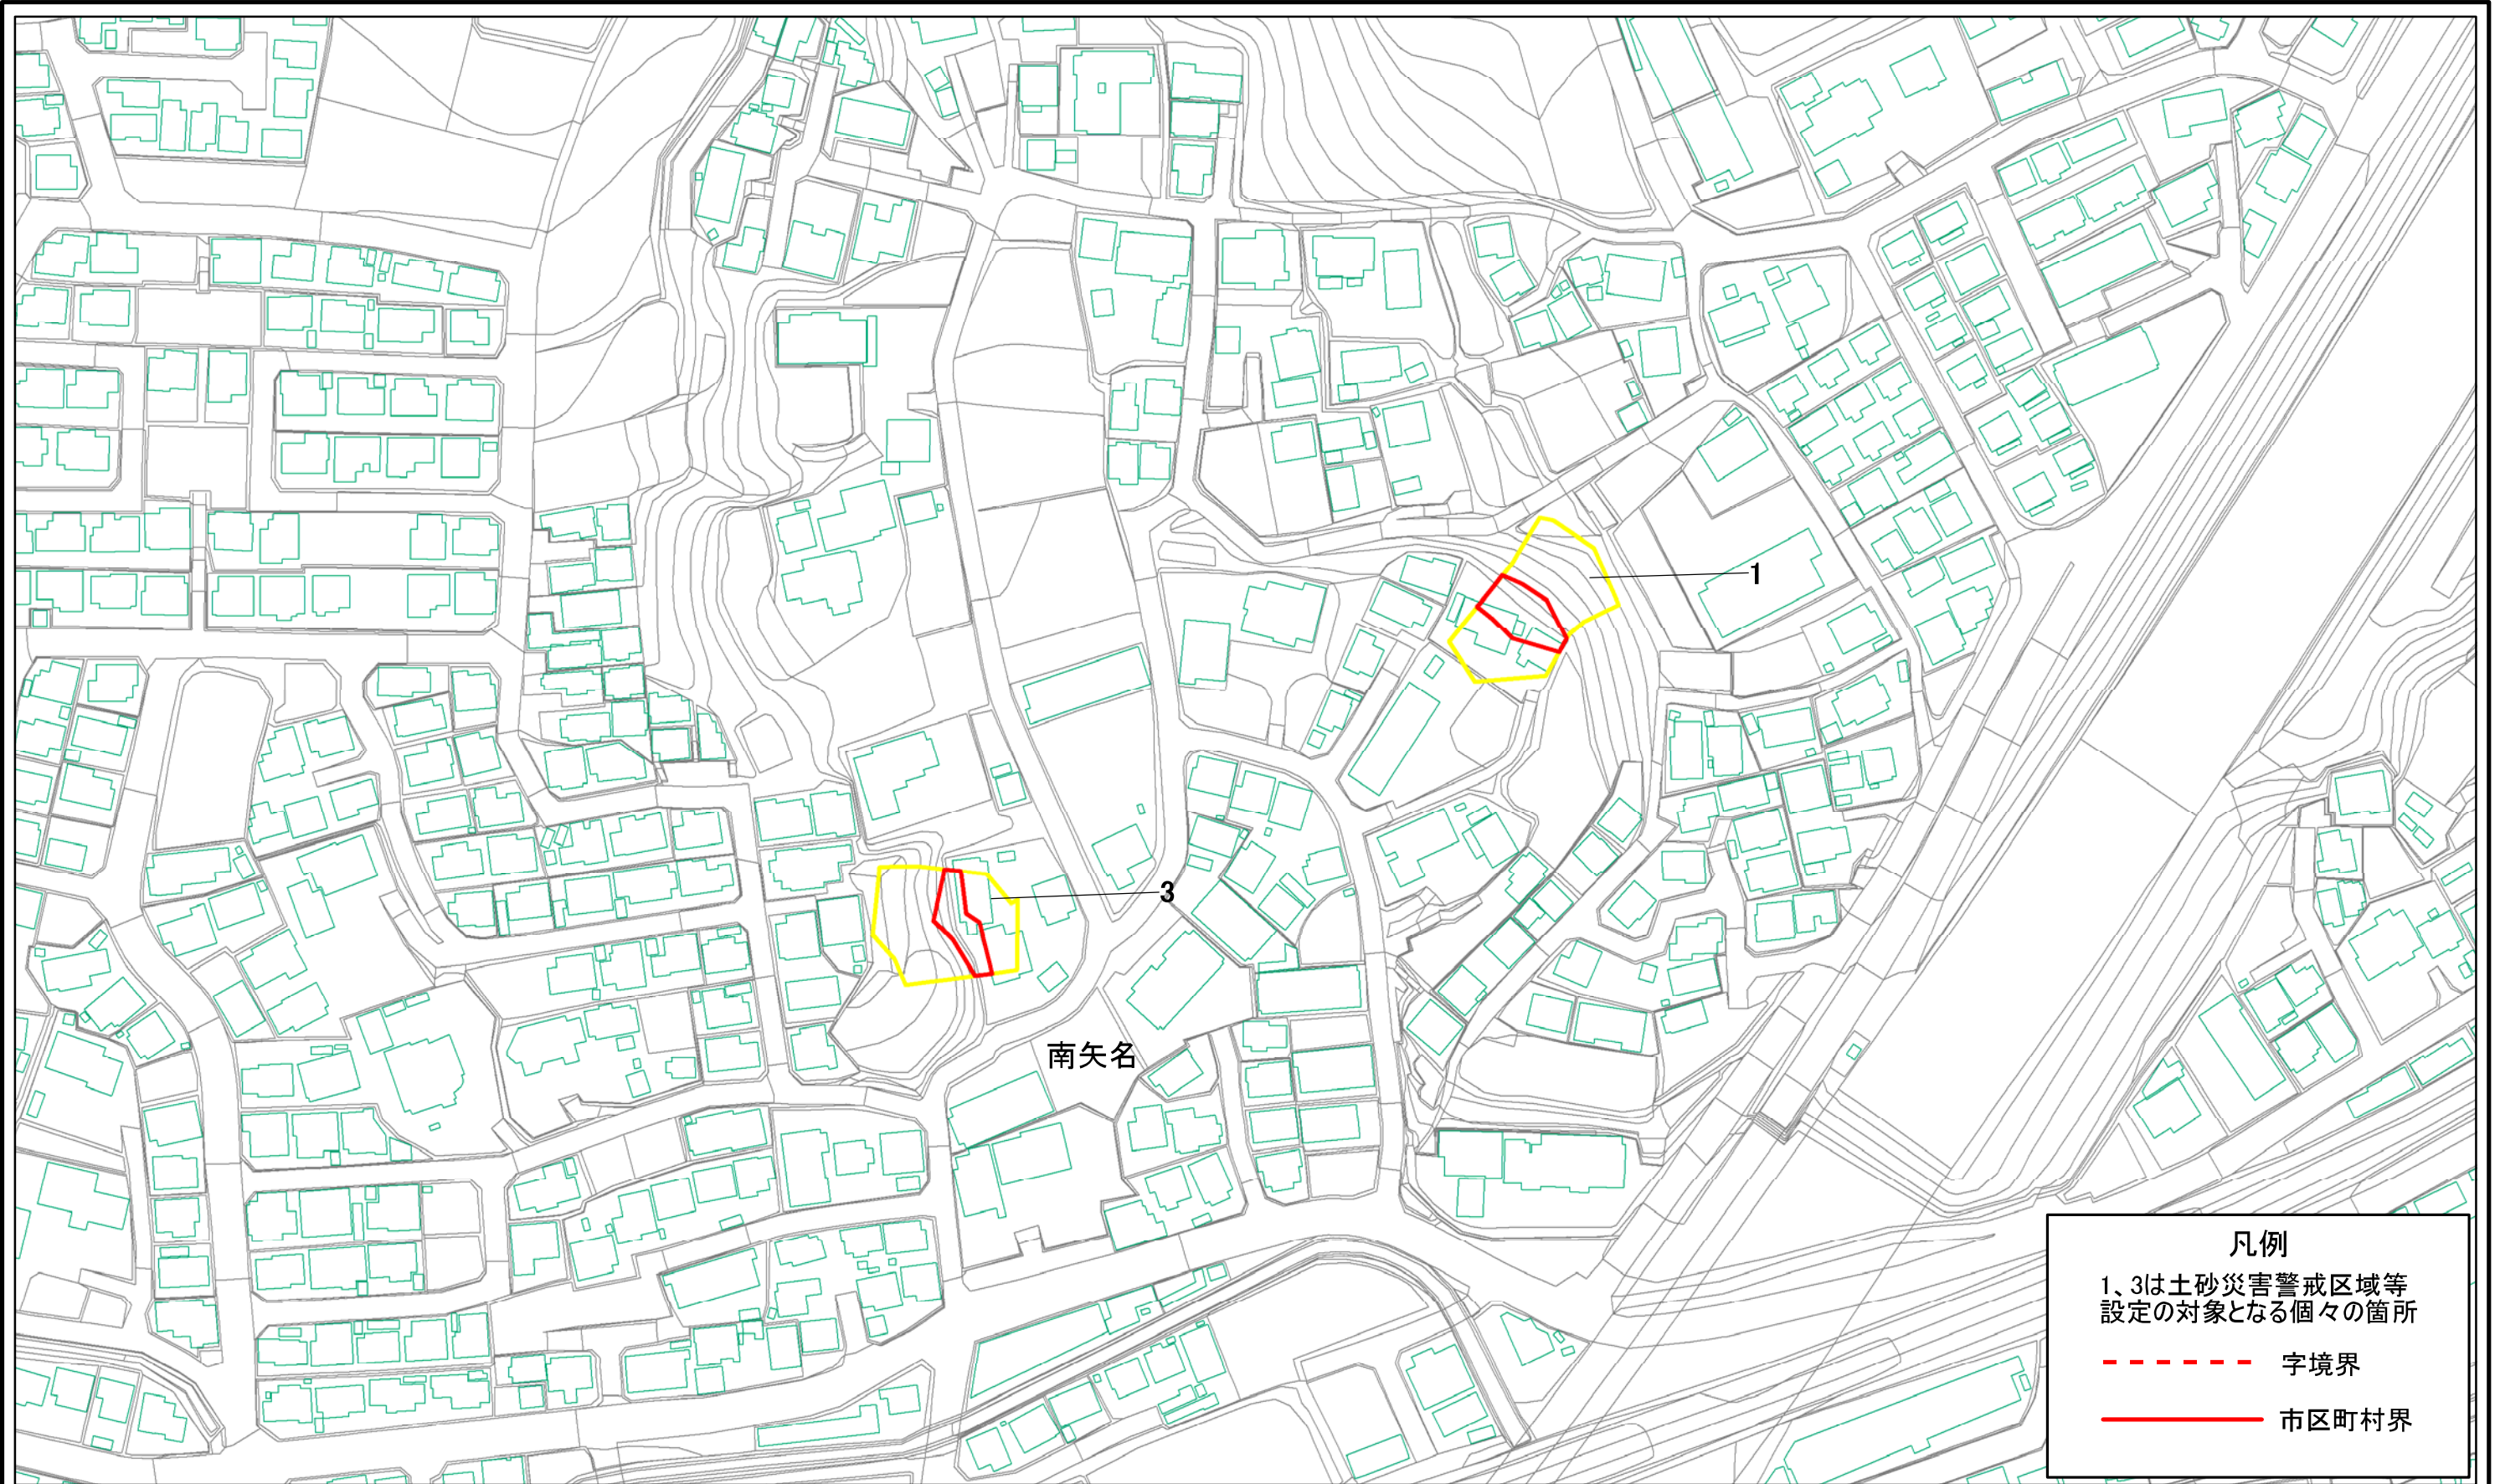 1
3
南矢名
凡例
1、3は土砂災害警戒区域等
設定の対象となる個々の箇所
字境界
市区町村界